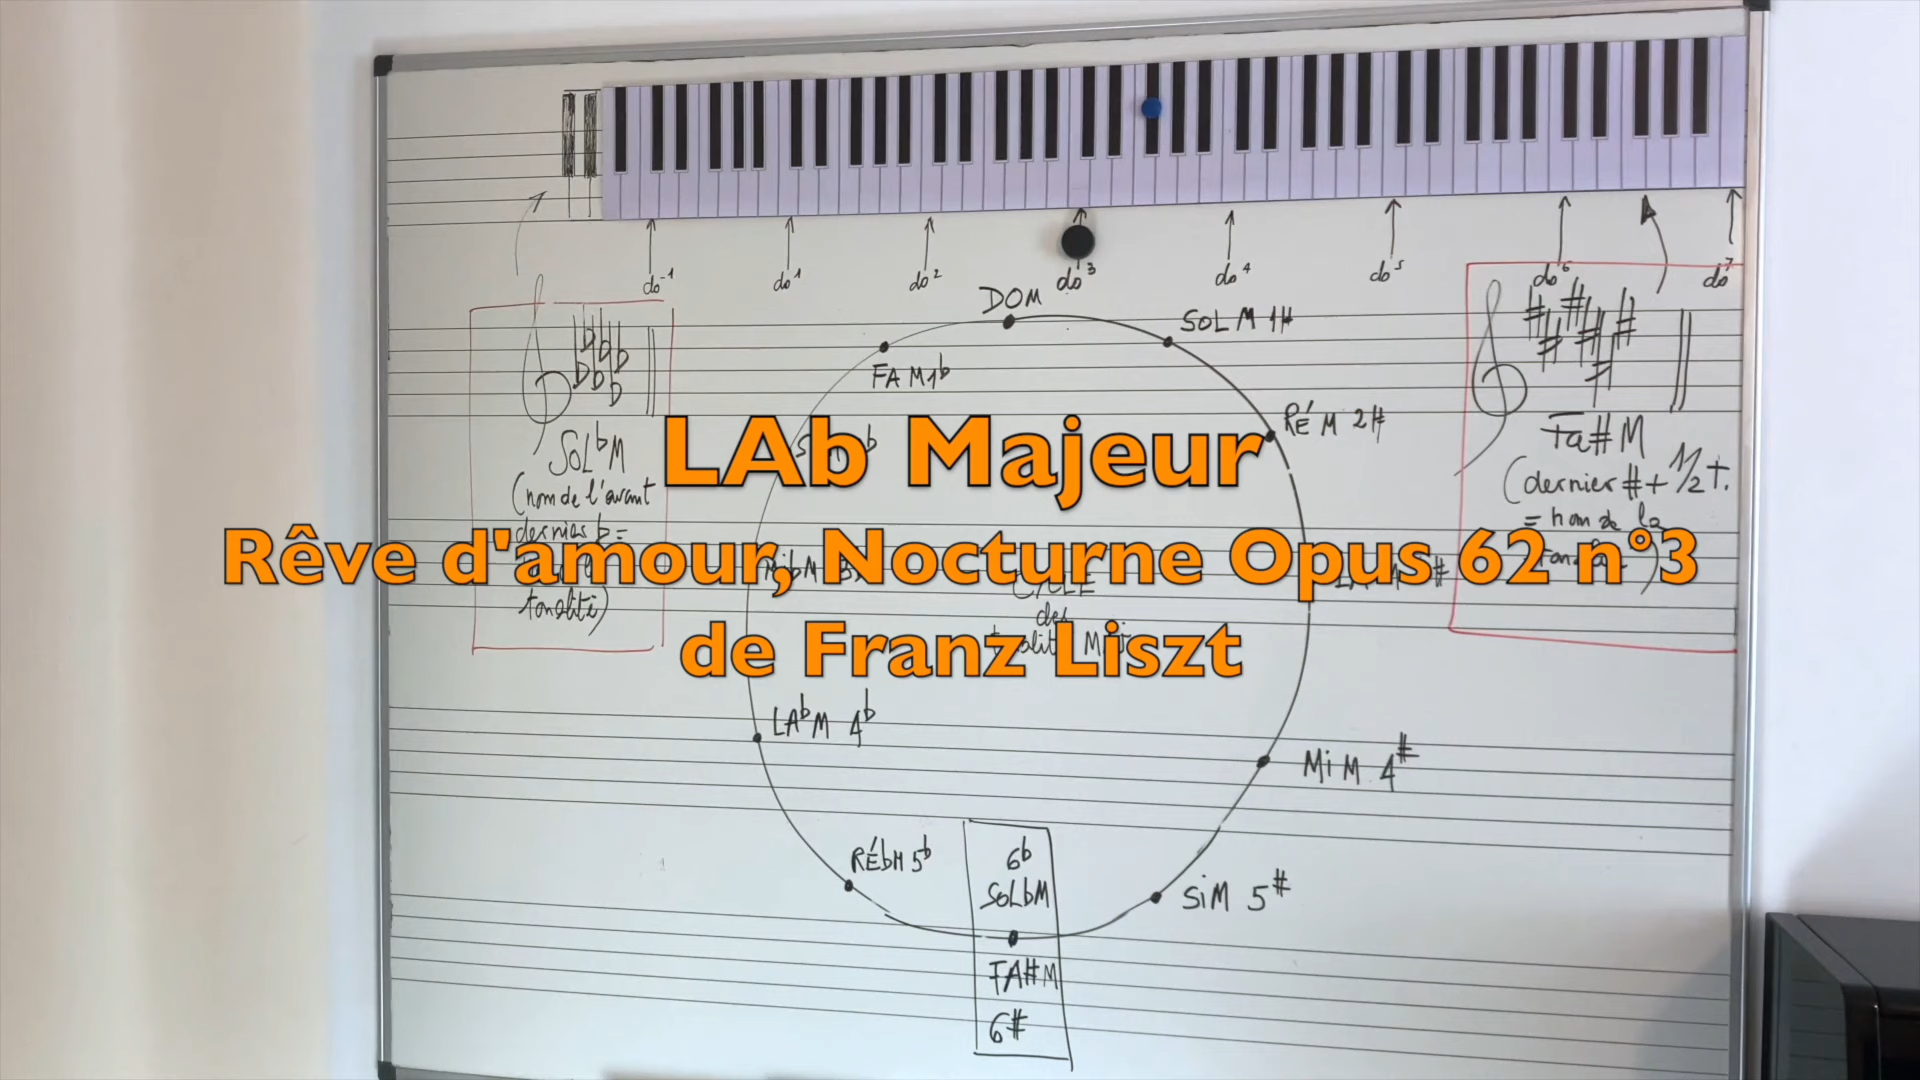 do-1
do1
do2
do3
do4
do5
do6
do7
DOM
SOL M 1#
FA M1b
RÉ M 2#
SOLbM
(nom de l'avant
dernier b =
tonalité)
Fa#M
(dernier # + 1/2 T.
= nom de la
LAb Majeur
Rêve d'amour, Nocturne Opus 62 n°3
de Franz Liszt
des
LAbM 4b
Mi M 4#
RÉbM 5b
SiM 5#
6b
SOLbM
FA#M
6#